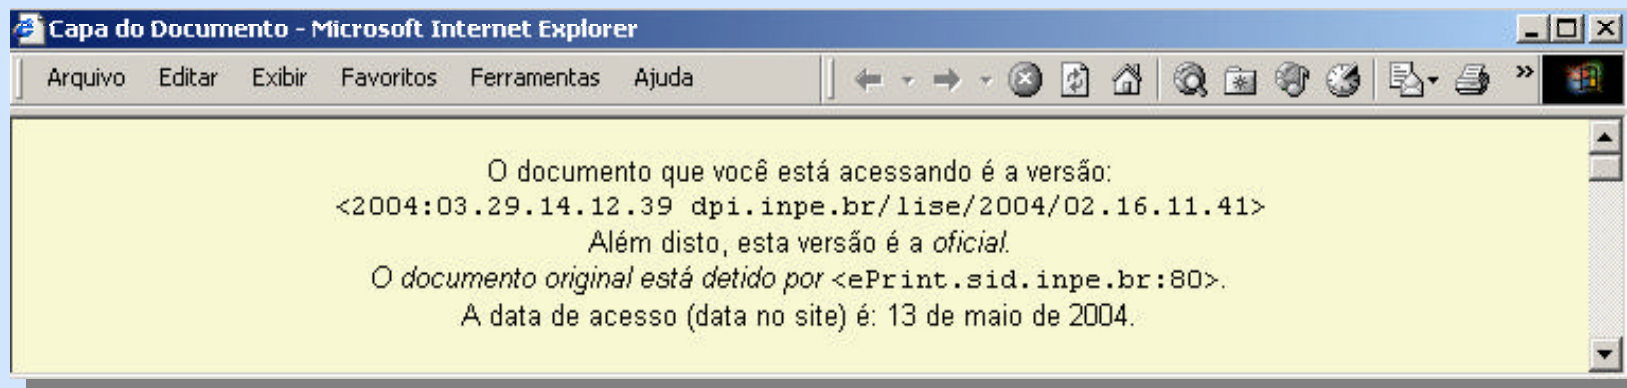 Capa do Documento - Microsoft Internet Explorer
Arquivo Editar Exibir Favoritos Ferramentas Ajuda »
O documento que você está acessando é a versão:
<2004:03.29.14.12.39 dpi.inpe.br/lise/2004/02.16.11.41>
Além disto, esta versão é a oficial.
O documento original está detido por <ePrint.sid.inpe.br:80>.
A data de acesso (data no site) é: 13 de maio de 2004.